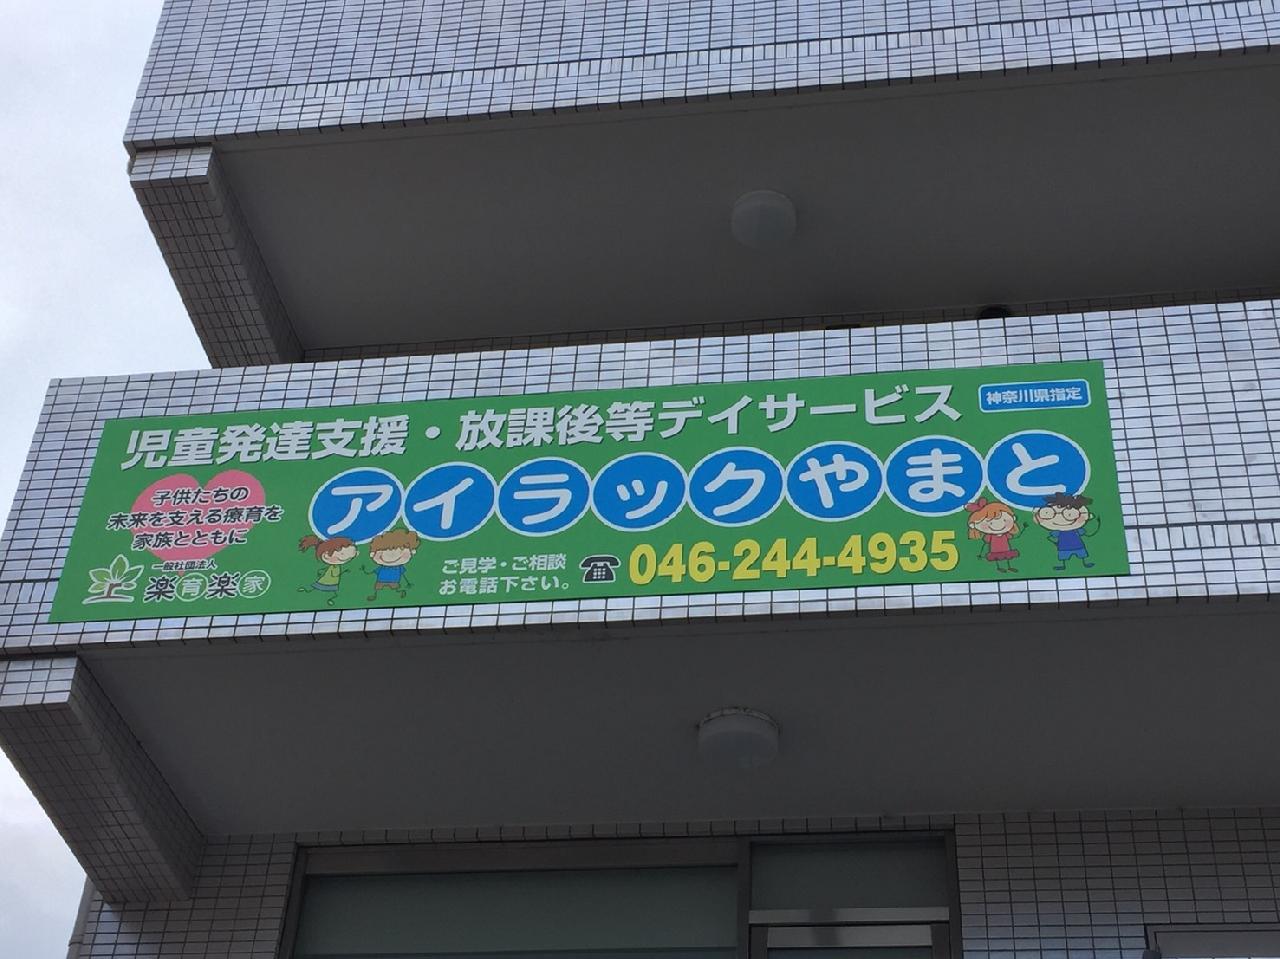 児童発達支援・放課後等デイサービス
神奈川県指定
アイラックやまと
子供たちの
未来を支える療育を
家族とともに
一般社団法人
楽育楽家
ご見学・ご相談
お電話下さい。
046-244-4935